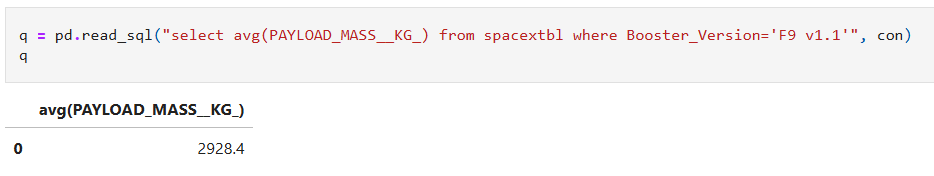 q = pd.read_sql("select avg(PAYLOAD_MASS__KG_) from spacextbl where Booster_Version='F9 v1.1'", con)
q
avg(PAYLOAD_MASS__KG_)
0 2928.4